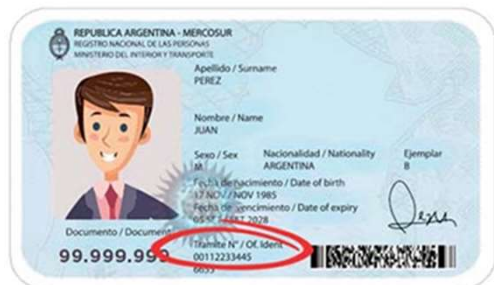 REPUBLICA ARGENTINA - MERCOSUR
REGISTRO NACIONAL DE LAS PERSONAS
MINISTERIO DEL INTERIOR Y TRANSPORTE
Apellido / Surname
PEREZ
Nombre / Name
JUAN
Sexo / Sex Nacionalidad / Nationality Ejemplar
M ARGENTINA B
Fecha de nacimiento / Date of birth
17 NOV / NOV 1985
Fecha de vencimiento / Date of expiry
2028
Documento / Document
99.999.999
Tramite N° / Of. Ident
00112233445
6655